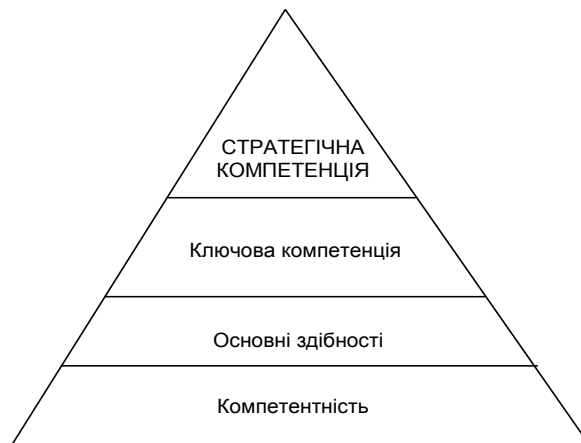 СТРАТЕГІЧНА
КОМПЕТЕНЦІЯ
Ключова компетенція
Основні здібності
Компетентність